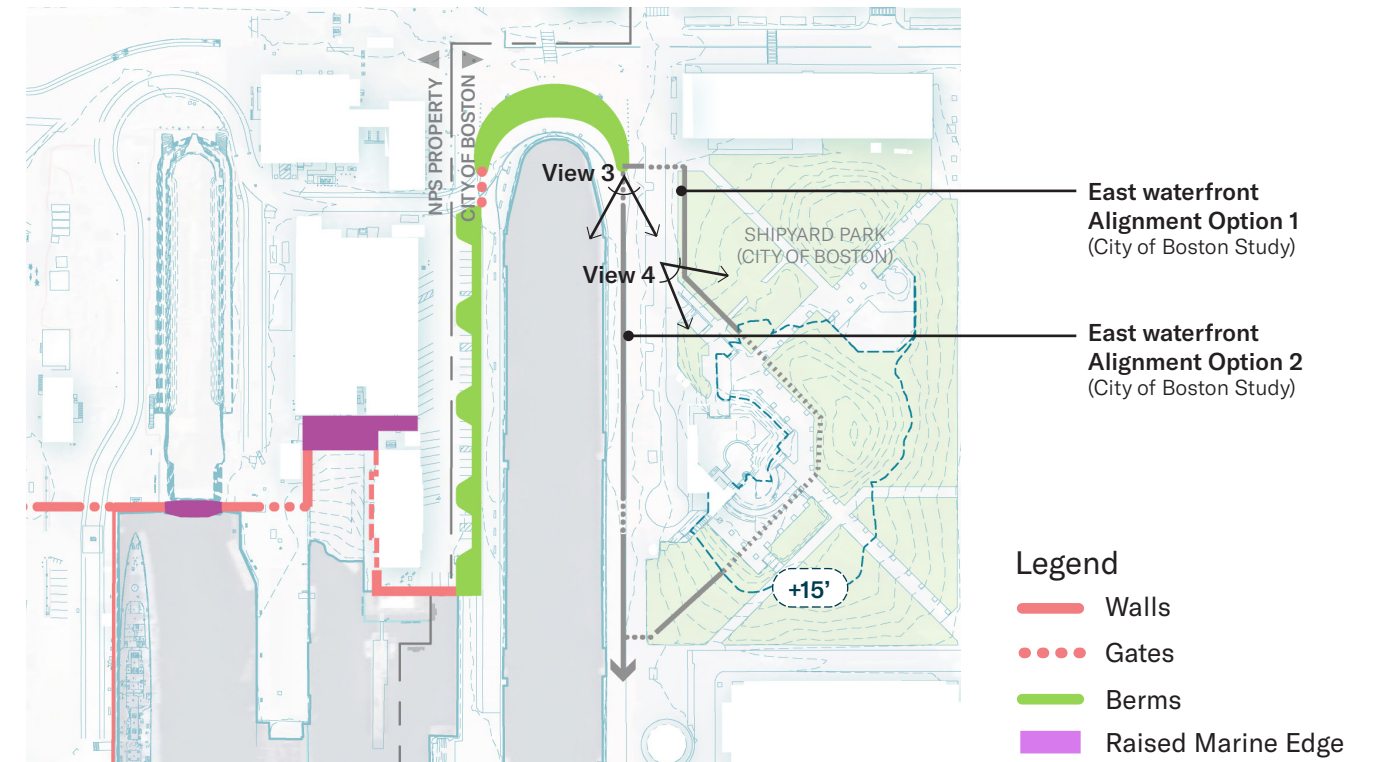 NPS PROPERTY
CITY OF BOSTON
View 3
View 4
SHIPYARD PARK
(CITY OF BOSTON)
East waterfront
Alignment Option 1
(City of Boston Study)
East waterfront
Alignment Option 2
(City of Boston Study)
+15’
Legend
Walls
Gates
Berms
Raised Marine Edge